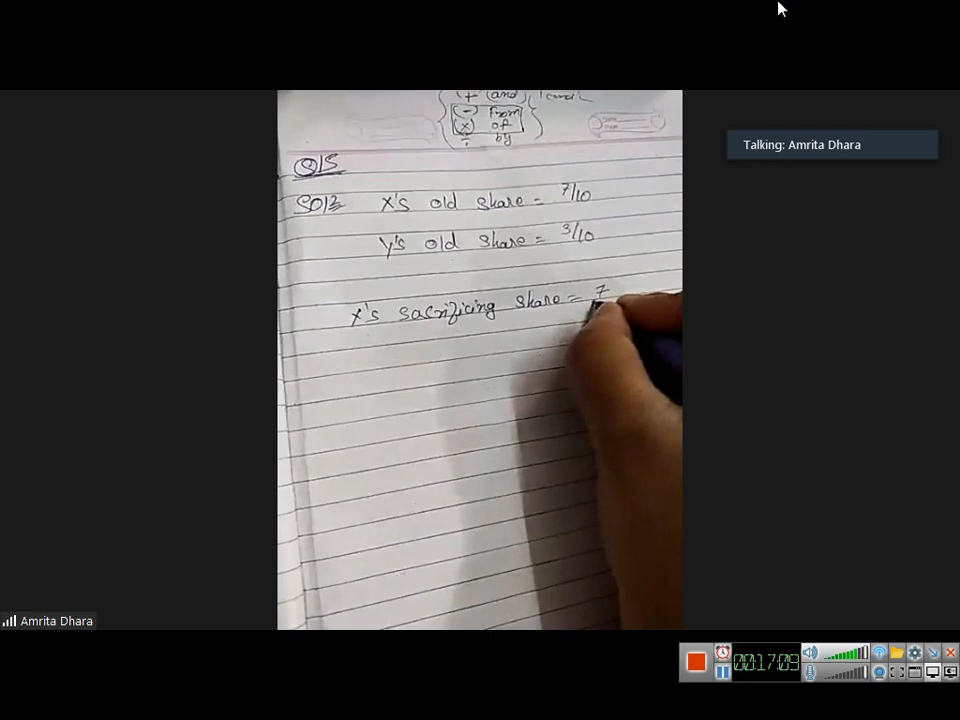 + (and)
(-) From
(x) of
÷ by
Talking: Amrita Dhara
Q15
Sol? X's old share = 7/10
Y's old share = 3/10
X's sacrificing share = 7
Amrita Dhara
00:17:09